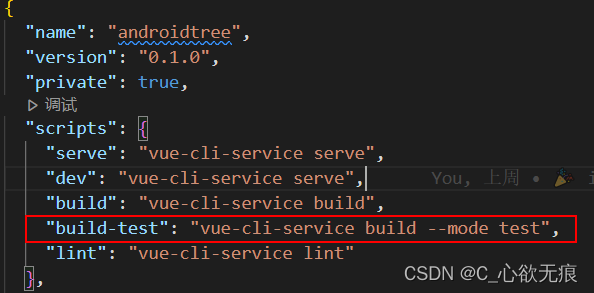 {
"name": "androidtree",
"version": "0.1.0",
"private": true,
调试
"scripts": {
"serve": "vue-cli-service serve",
"dev": "vue-cli-service serve", You, 上周 • 🎉 i
"build": "vue-cli-service build",
"build-test": "vue-cli-service build --mode test",
"lint": "vue-cli-service lint"
},
CSDN @C_心欲无痕